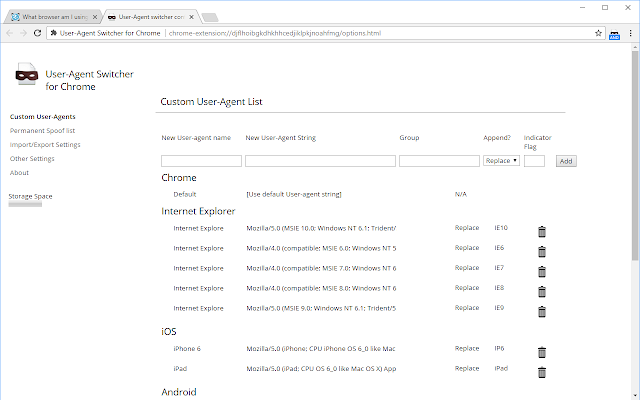 What browser am I using
User-Agent switcher con
User-Agent Switcher for Chrome | chrome-extension://djflhoibgkdhkhhcedjiklpkjnoahfmg/options.html
AND
User-Agent Switcher
for Chrome
Custom User-Agent List
Custom User-Agents
Permanent Spoof list
Import/Export Settings
Other Settings
About
Storage Space
New User-agent name New User-Agent String Group Append? Indicator
Flag
Replace Add
Chrome
Default [Use default User-agent string] N/A
Internet Explorer
Internet Explore Mozilla/5.0 (MSIE 10.0; Windows NT 6.1; Trident/ Replace IE10
Internet Explore Mozilla/4.0 (compatible; MSIE 6.0; Windows NT 5 Replace IE6
Internet Explore Mozilla/4.0 (compatible; MSIE 7.0; Windows NT 6 Replace IE7
Internet Explore Mozilla/4.0 (compatible; MSIE 8.0; Windows NT 6 Replace IE8
Internet Explore Mozilla/5.0 (MSIE 9.0; Windows NT 6.1; Trident/5 Replace IE9
iOS
iPhone 6 Mozilla/5.0 (iPhone; CPU iPhone OS 6_0 like Mac Replace IP6
iPad Mozilla/5.0 (iPad; CPU OS 6_0 like Mac OS X) App Replace iPad
Android